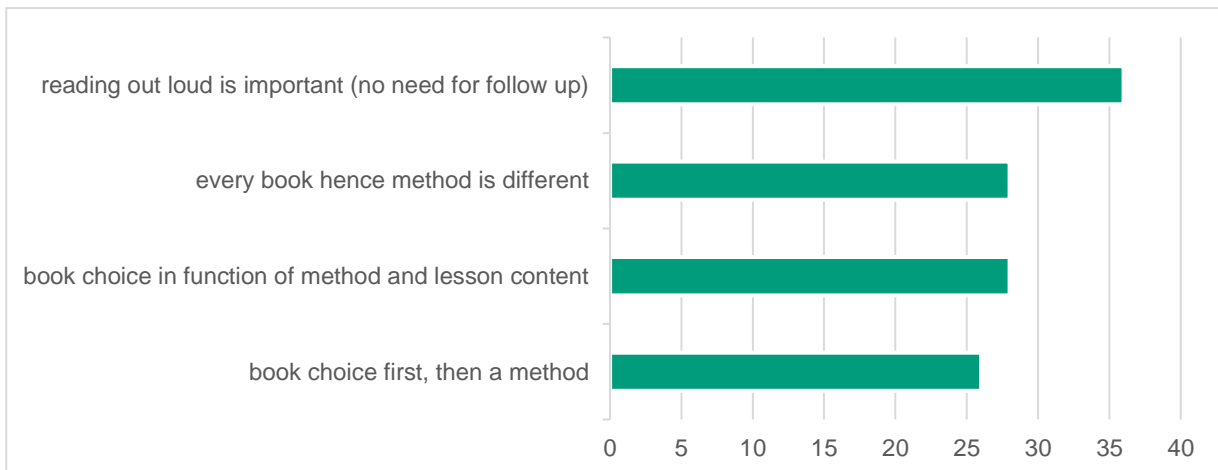 reading out loud is important (no need for follow up)
every book hence method is different
book choice in function of method and lesson content
book choice first, then a method
0 5 10 15 20 25 30 35 40